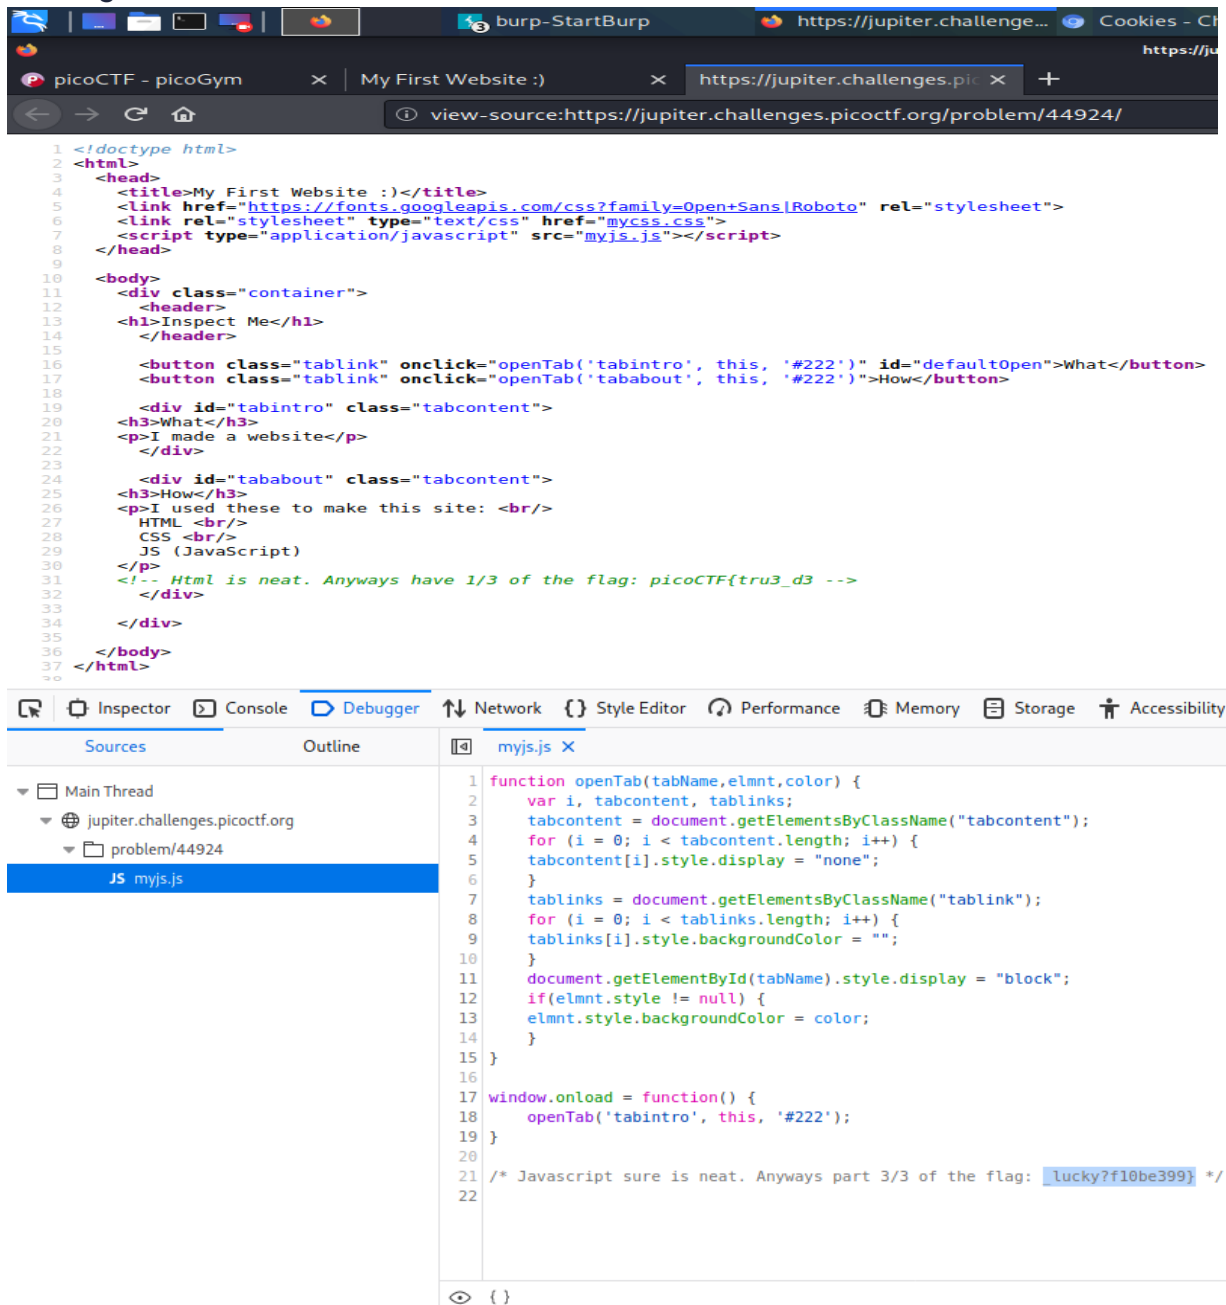 burp-StartBurp https://jupiter.challenge... Cookies - Ch
https://ju
picoCTF - picoGym My First Website :) https://jupiter.challenges.pic
view-source:https://jupiter.challenges.picoctf.org/problem/44924/
1 <!doctype html>
2 <html>
3 <head>
4 <title>My First Website :)</title>
5 <link href="https://fonts.googleapis.com/css?family=Open+Sans|Roboto" rel="stylesheet">
6 <link rel="stylesheet" type="text/css" href="mycss.css">
7 <script type="application/javascript" src="myjs.js"></script>
8 </head>
9
10 <body>
11 <div class="container">
12 <header>
13 <h1>Inspect Me</h1>
14 </header>
15
16 <button class="tablink" onclick="openTab('tabintro', this, '#222')" id="defaultOpen">What</button>
17 <button class="tablink" onclick="openTab('tababout', this, '#222')">How</button>
18
19 <div id="tabintro" class="tabcontent">
20 <h3>What</h3>
21 <p>I made a website</p>
22 </div>
23
24 <div id="tababout" class="tabcontent">
25 <h3>How</h3>
26 <p>I used these to make this site: <br/>
27 HTML <br/>
28 CSS <br/>
29 JS (JavaScript)
30 </p>
31 <!-- Html is neat. Anyways have 1/3 of the flag: picoCTF{tru3_d3 -->
32 </div>
33
34 </div>
35
36 </body>
37 </html>
Inspector Console Debugger Network {} Style Editor Performance Memory Storage Accessibility
Sources Outline myjs.js
Main Thread
jupiter.challenges.picoctf.org
problem/44924
JS myjs.js
1 function openTab(tabName,elmnt,color) {
2 var i, tabcontent, tablinks;
3 tabcontent = document.getElementsByClassName("tabcontent");
4 for (i = 0; i < tabcontent.length; i++) {
5 tabcontent[i].style.display = "none";
6 }
7 tablinks = document.getElementsByClassName("tablink");
8 for (i = 0; i < tablinks.length; i++) {
9 tablinks[i].style.backgroundColor = "";
10 }
11 document.getElementById(tabName).style.display = "block";
12 if(elmnt.style != null) {
13 elmnt.style.backgroundColor = color;
14 }
15 }
16
17 window.onload = function() {
18 openTab('tabintro', this, '#222');
19 }
20
21 /* Javascript sure is neat. Anyways part 3/3 of the flag: _lucky?f10be399} */
22
{ }